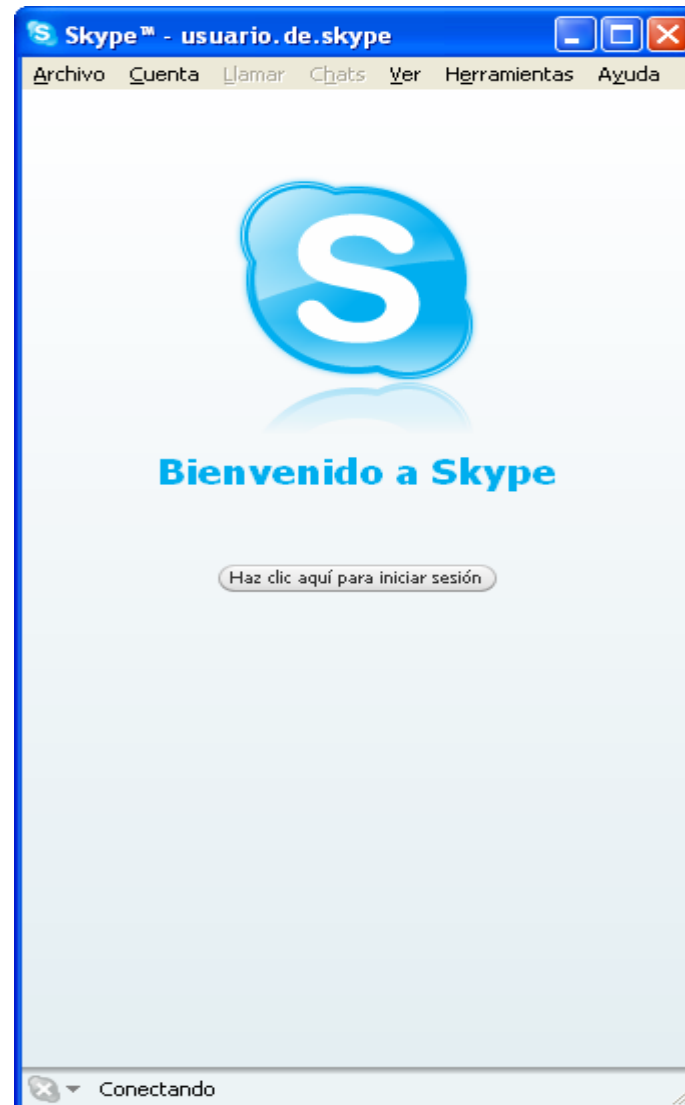 Skype™ - usuario.de.skype
Archivo Cuenta Llamar Chats Ver Herramientas Ayuda
S
Bienvenido a Skype
Haz clic aquí para iniciar sesión
Conectando